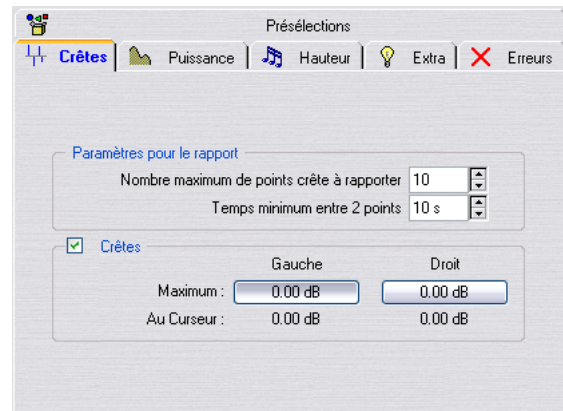 Présélections
Crêtes Puissance Hauteur Extra Erreurs
Paramètres pour le rapport
Nombre maximum de points crête à rapporter 10
Temps minimum entre 2 points 10 s
Crêtes
Gauche Droit
Maximum : 0.00 dB 0.00 dB
Au Curseur : 0.00 dB 0.00 dB